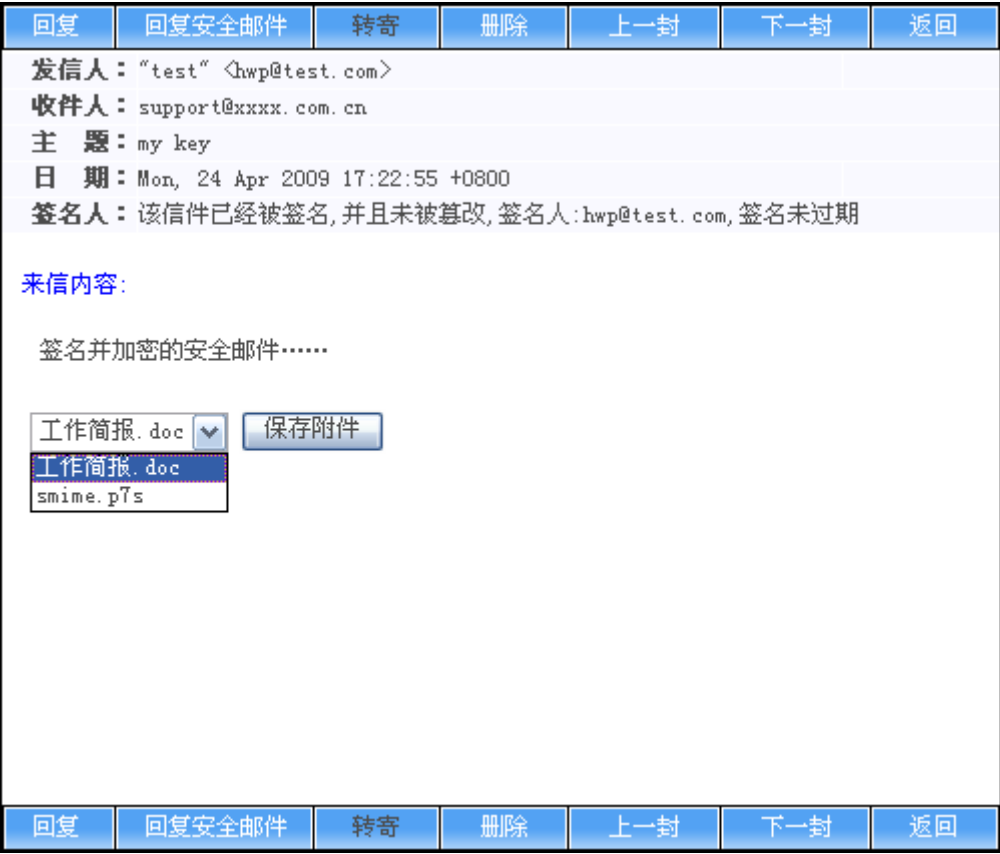 回复 回复安全邮件 转寄 删除 上一封 下一封 返回
发信人：“test” <hwp@test.com>
收件人：support@xxxx.com.cn
主 题：my key
日 期：Mon, 24 Apr 2009 17:22:55 +0800
签名人：该信件已经被签名,并且未被篡改,签名人:hwp@test.com,签名未过期
来信内容:
签名并加密的安全邮件……
工作简报.doc 保存附件
工作简报.doc
smime.p7s
回复 回复安全邮件 转寄 删除 上一封 下一封 返回